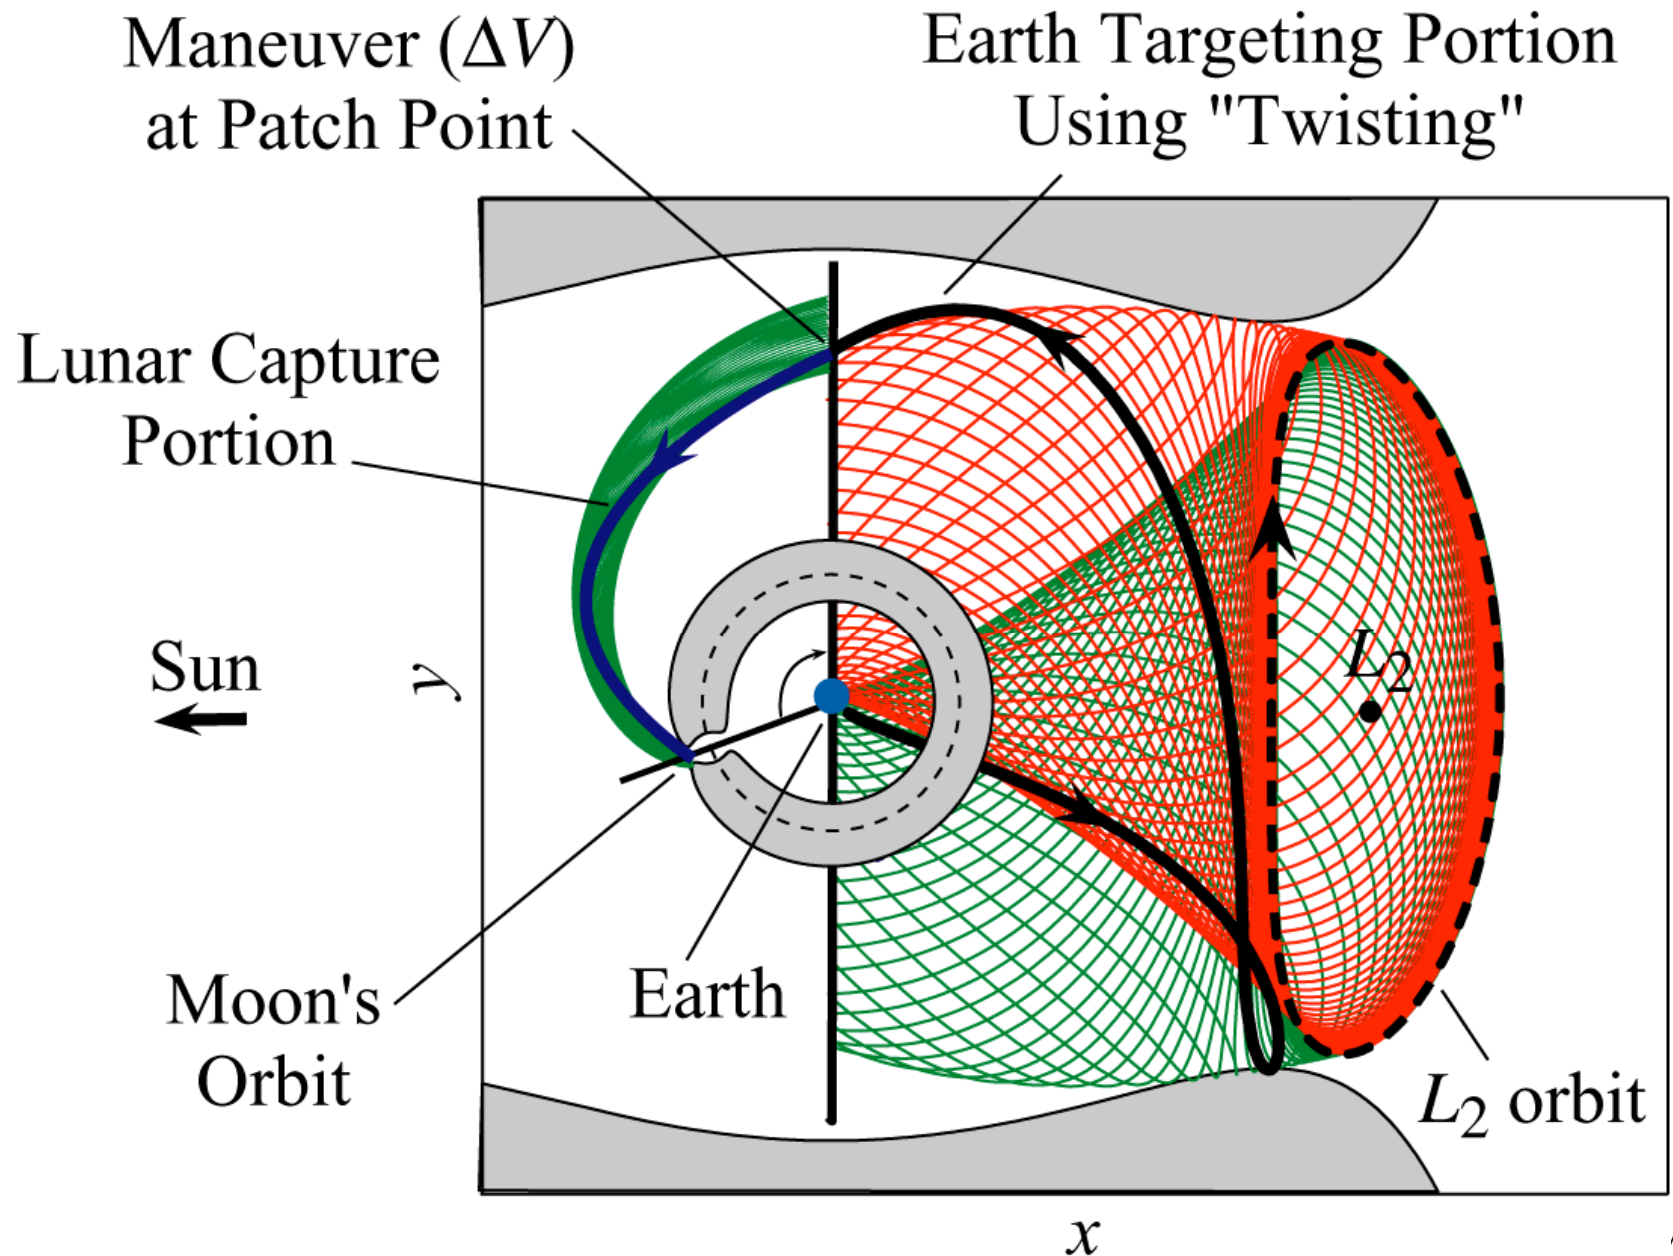 Maneuver (ΔV)
at Patch Point
Earth Targeting Portion
Using "Twisting"
Lunar Capture
Portion
Sun
y
L2
Moon's
Orbit
Earth
L2 orbit
x